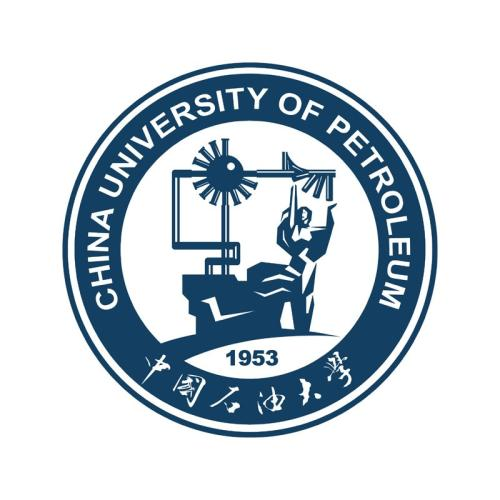 CHINA UNIVERSITY OF PETROLEUM
1953
中国石油大学